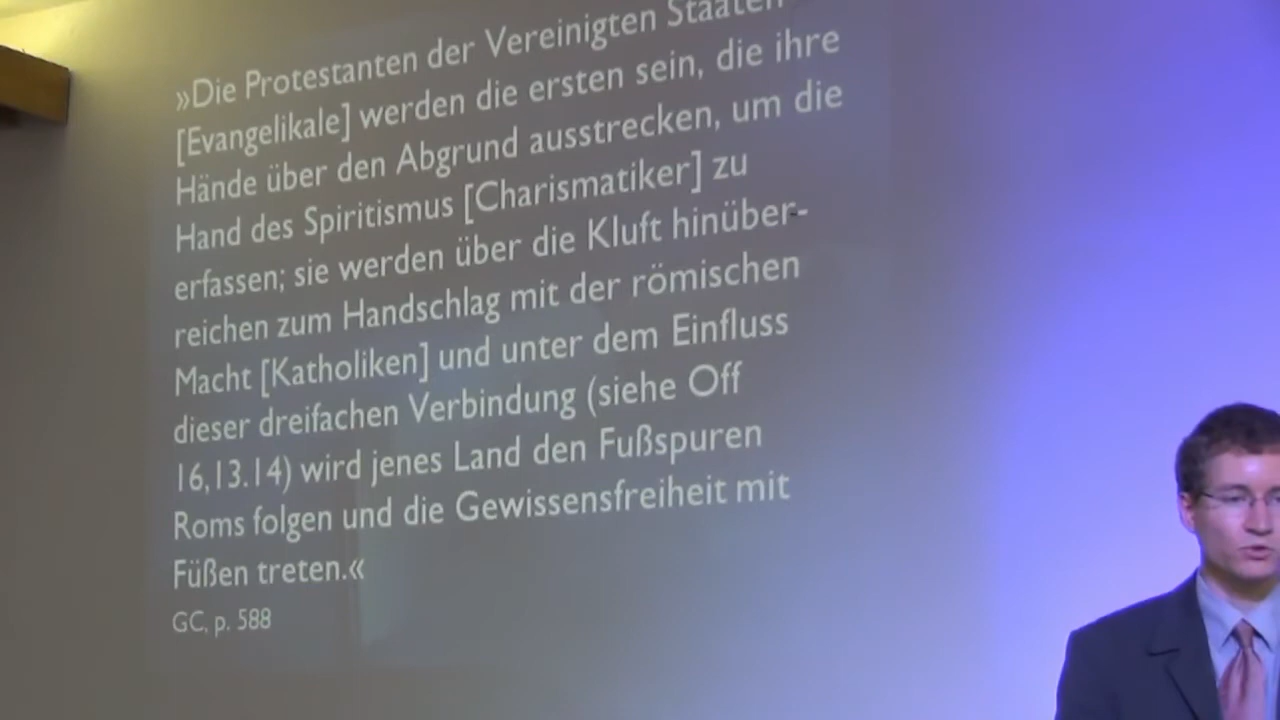 »Die Protestanten der Vereinigten Staaten
[Evangelikale] werden die ersten sein, die ihre
Hände über den Abgrund ausstrecken, um die
Hand des Spiritismus [Charismatiker] zu
erfassen; sie werden über die Kluft hinüber-
reichen zum Handschlag mit der römischen
Macht [Katholiken] und unter dem Einfluss
dieser dreifachen Verbindung (siehe Off
16,13.14) wird jenes Land den Fußspuren
Roms folgen und die Gewissensfreiheit mit
Füßen treten.«
GC, p. 588